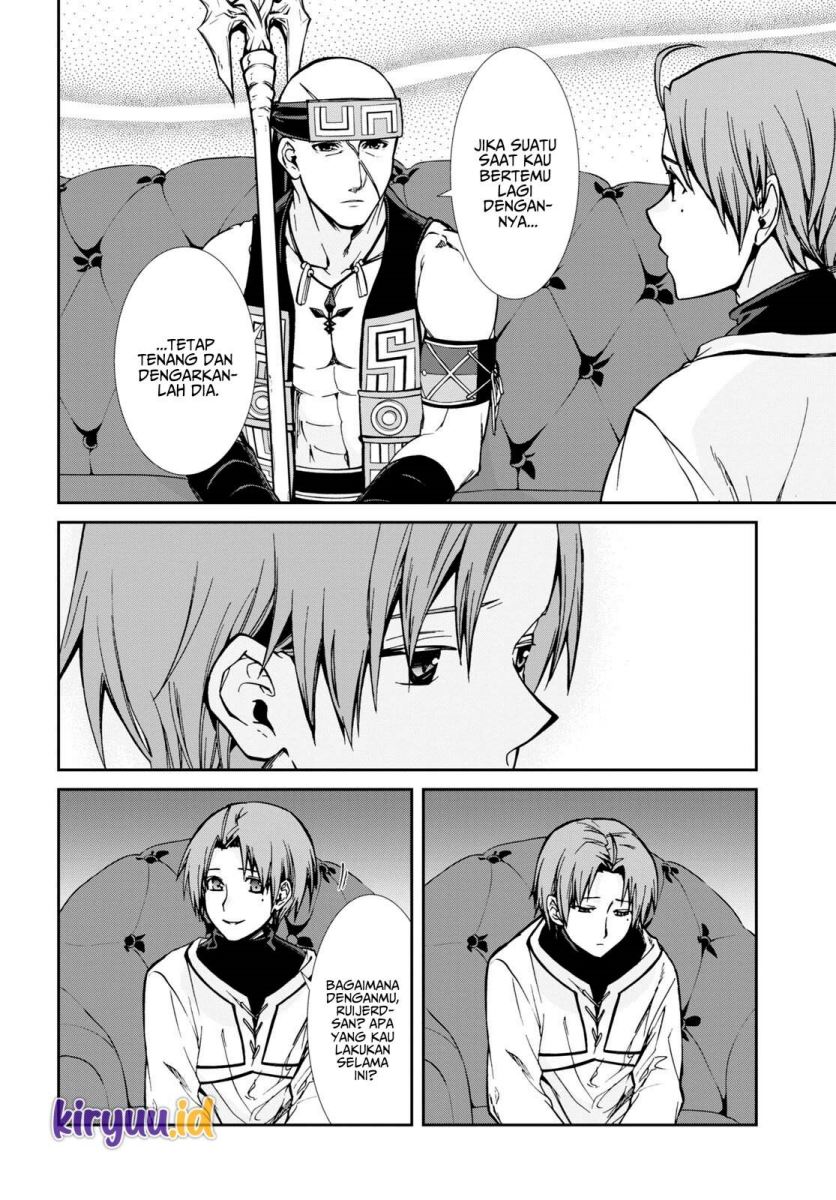 JIKA SUATU
SAAT KAU
BERTEMU
LAGI
DENGAN-
NYA...
...TETAP
TENANG DAN
DENGARKAN-
LAH DIA.
BAGAIMANA
DENGANMU,
RUIJERD-
SAN? APA
YANG KAU
LAKUKAN
SELAMA
INI?
kiryuu.id